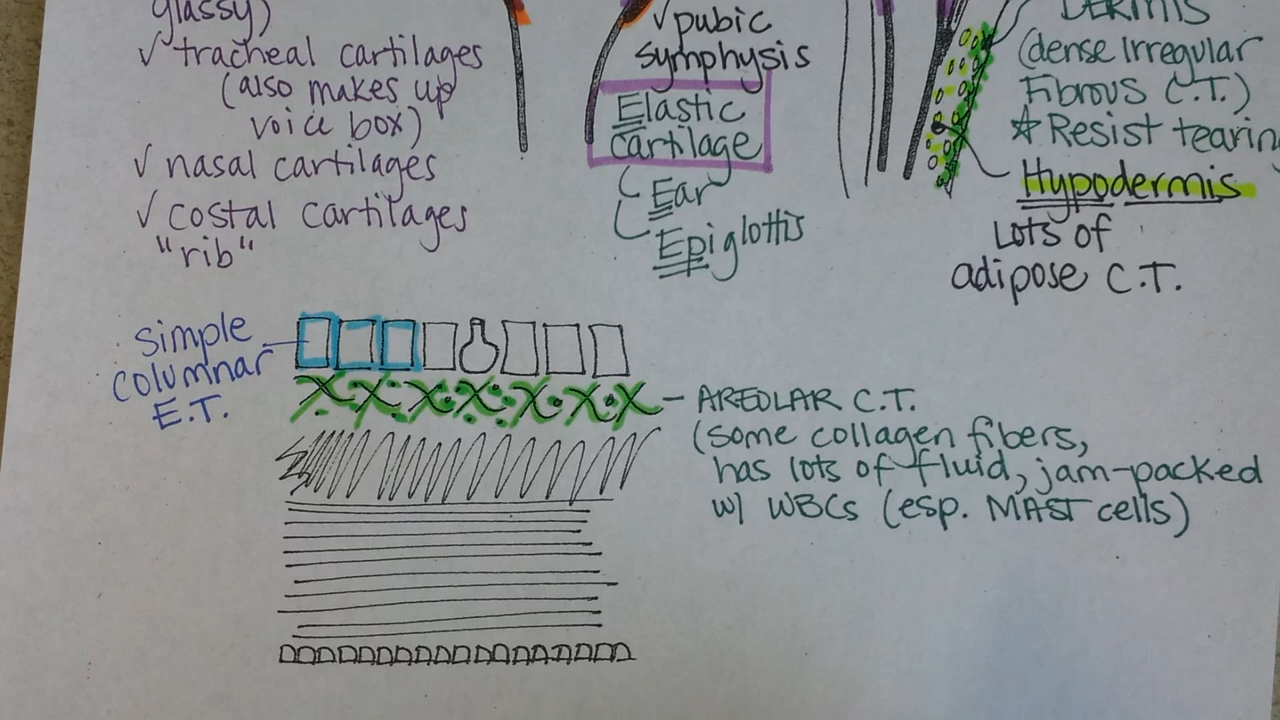 glassy)
✓ tracheal cartilages
(also makes up
voice box)
✓ nasal cartilages
✓ costal cartilages
"rib"
✓ pubic
symphysis
Elastic
cartilage
Ear
Epiglottis
DERMIS
(dense Irregular
Fibrous C.T.)
☆ Resist tearing
Hypodermis
Lots of
adipose C.T.
simple
columnar
E.T.
AREOLAR C.T.
(some collagen fibers,
has lots of fluid, jam-packed
w/ WBCs (esp. MAST cells)